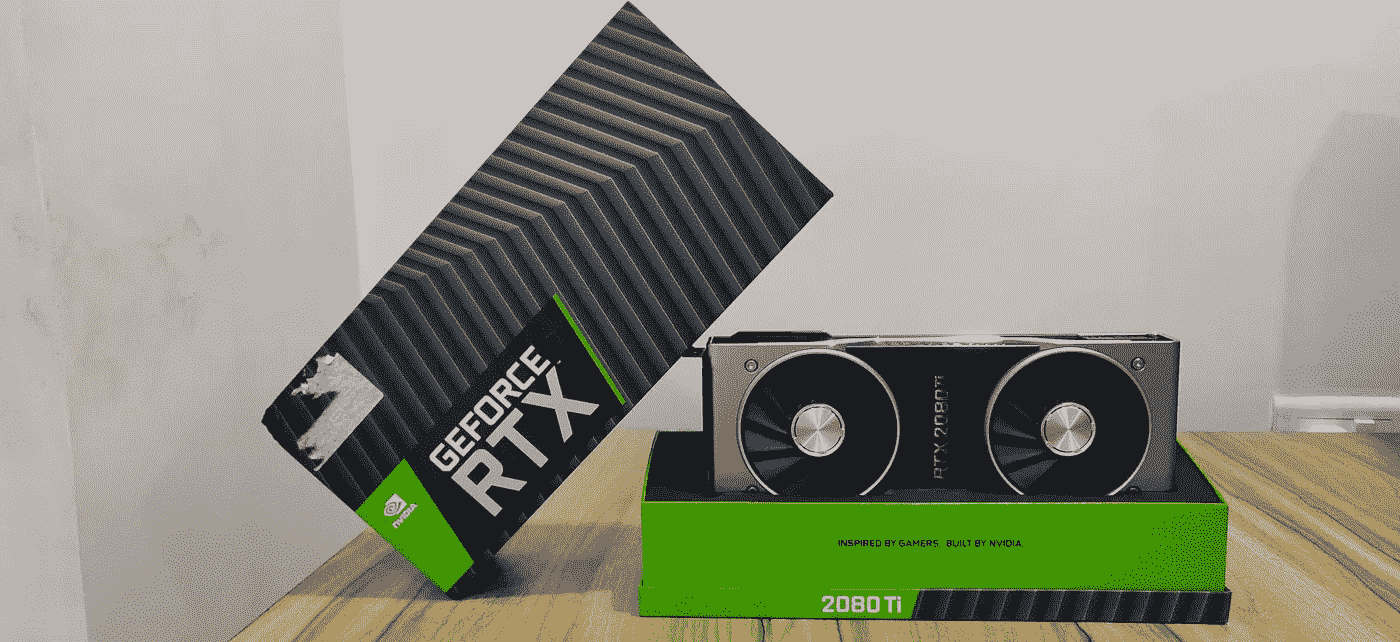 GEFORCE
RTX
NVIDIA
RTX 2080Ti
INSPIRED BY GAMERS. BUILT BY NVIDIA.
2080 Ti